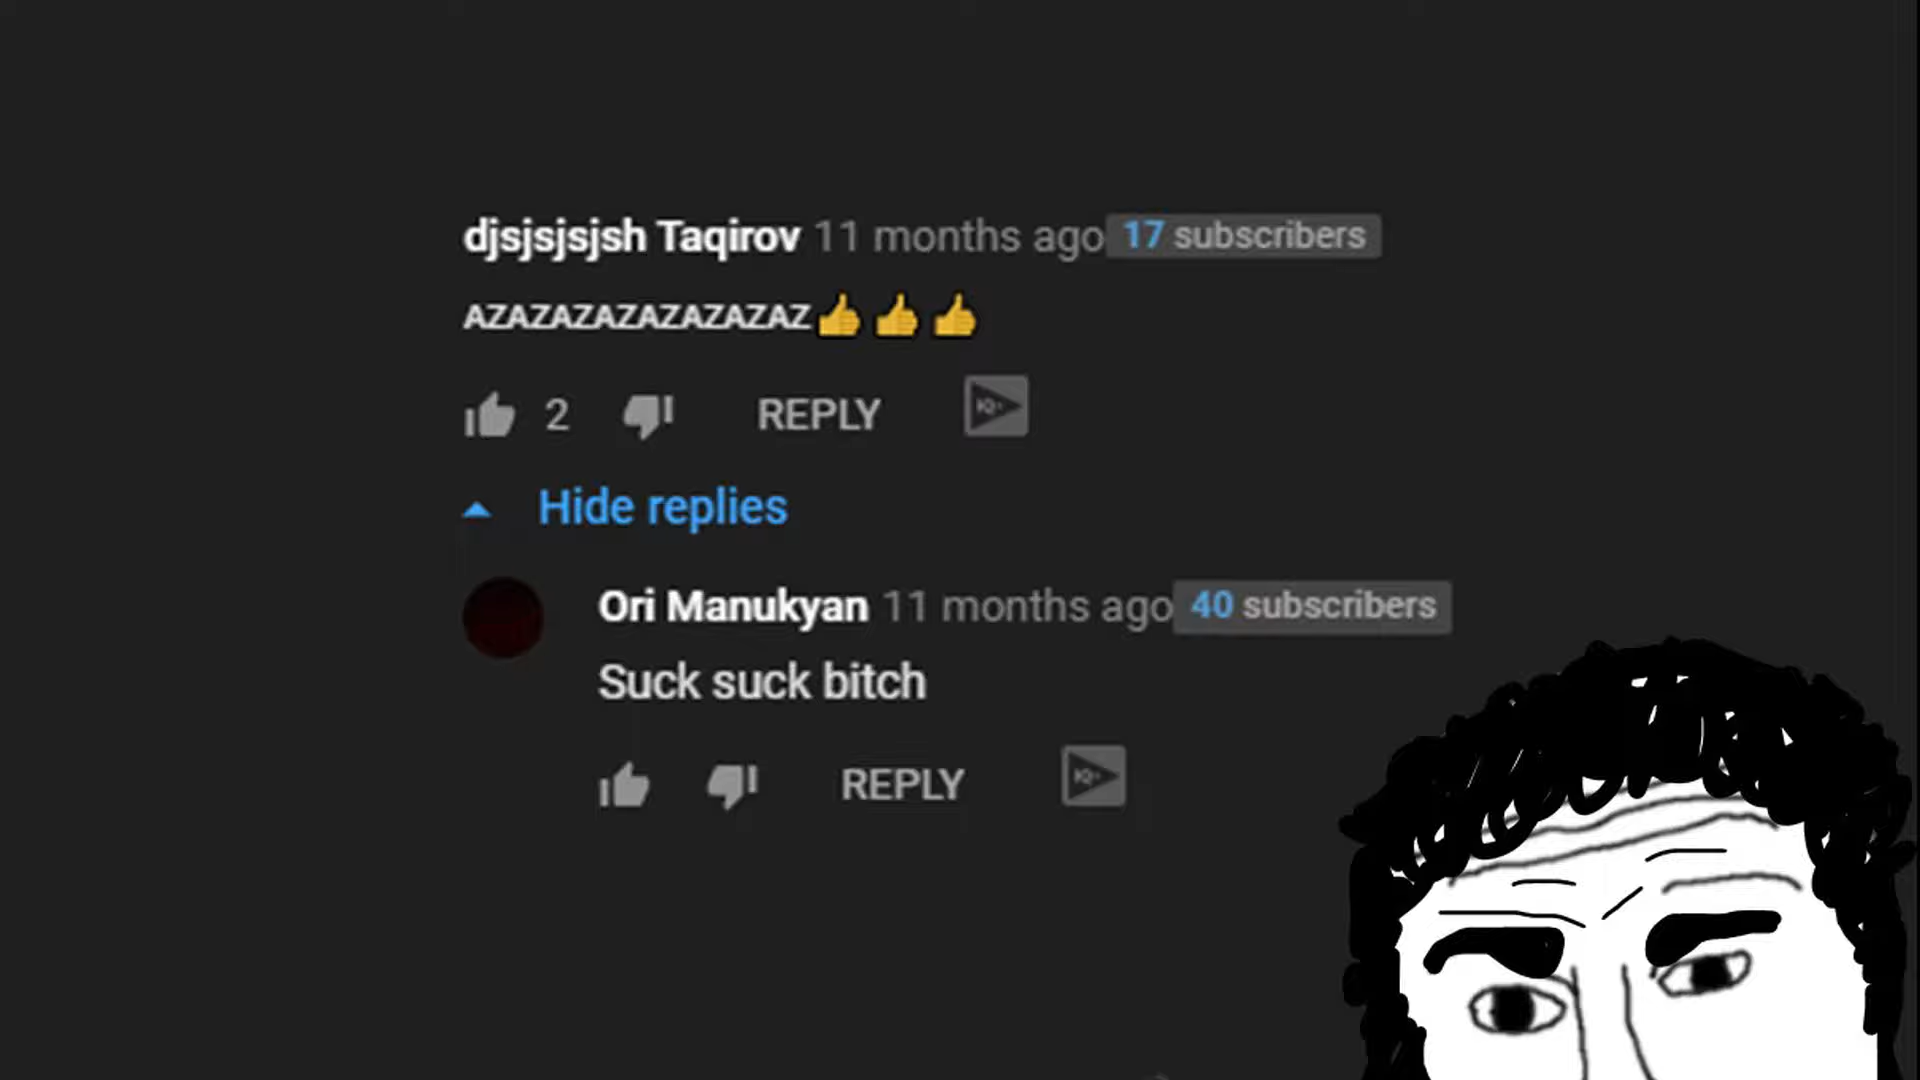 djsjsjsjsh Taqirov 11 months ago 17 subscribers
AZAZAZAZAZAZAZAZ👍👍👍
2 REPLY
Hide replies
Ori Manukyan 11 months ago 40 subscribers
Suck suck bitch
REPLY